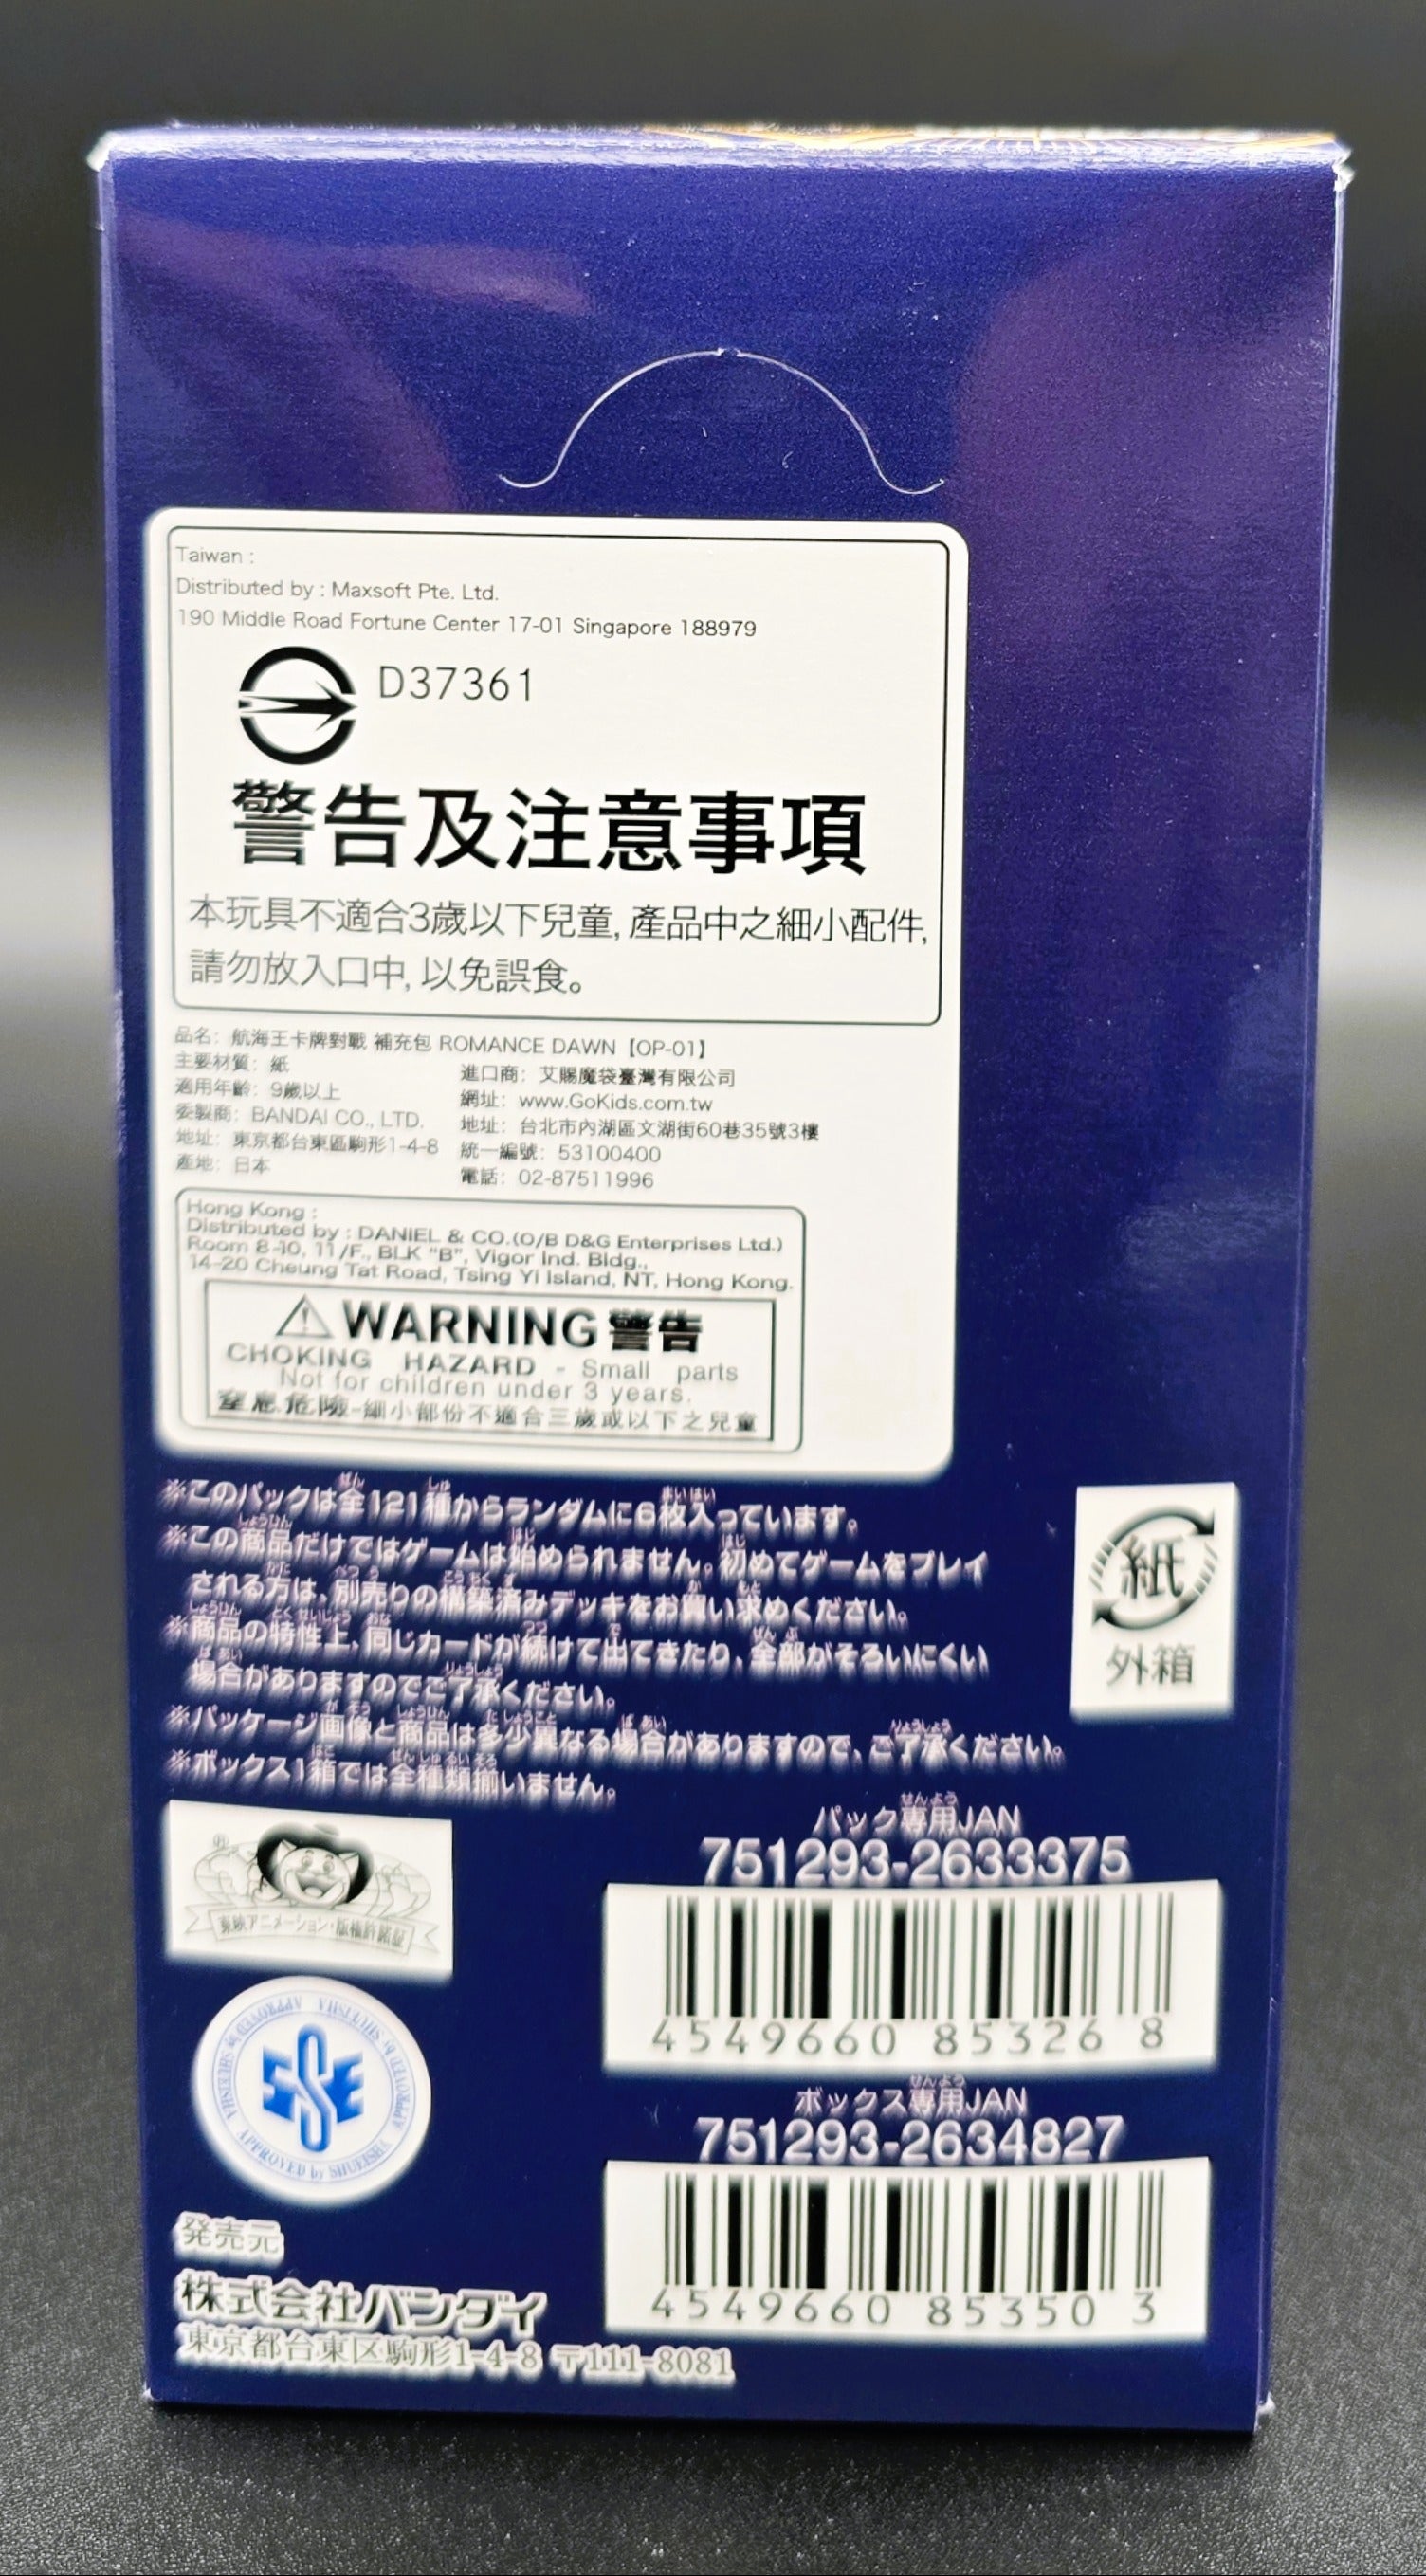 Taiwan :
Distributed by : Maxsoft Pte. Ltd.
190 Middle Road Fortune Center 17-01 Singapore 188979
D37361
警告及注意事項
本玩具不適合3歲以下兒童, 產品中之細小配件,
請勿放入口中, 以免誤食。
品名：航海王卡牌對戰 補充包 ROMANCE DAWN【OP-01】
主要材質：紙
適用年齡：9歲以上
委製商：BANDAI CO., LTD.
地址：東京都台東區駒形1-4-8
產地：日本
進口商：艾賜魔袋臺灣有限公司
網址：www.GoKids.com.tw
地址：台北市內湖區文湖街60巷35號3樓
統一編號：53100400
電話：02-87511996
Hong Kong :
Distributed by : DANIEL & CO.(O/B D&G Enterprises Ltd.)
Room 8-10, 11/F., BLK "B", Vigor Ind. Bldg.,
14-20 Cheung Tat Road, Tsing Yi Island, NT, Hong Kong.
WARNING 警告
CHOKING HAZARD - Small parts
Not for children under 3 years.
窒息危險-細小部份不適合三歲或以下之兒童
※このパックは全121種からランダムに6枚入っています。
※この商品だけではゲームは始められません。初めてゲームをプレイ
される方は、別売りの構築済みデッキをお買い求めください。
※商品の特性上、同じカードが続けて出てきたり、全部がそろいにくい
場合がありますのでご了承ください。
※パッケージ画像と商品は多少異なる場合がありますので、ご了承ください。
※ボックス1箱では全種類揃いません。
紙
外箱
パック専用JAN
751293-2633375
4549660 85326 8
東映アニメーション・版権許諾証
APPROVED by SHUEISHA
ボックス専用JAN
751293-2634827
4549660 85350 3
発売元
株式会社バンダイ
東京都台東区駒形1-4-8 〒111-8081